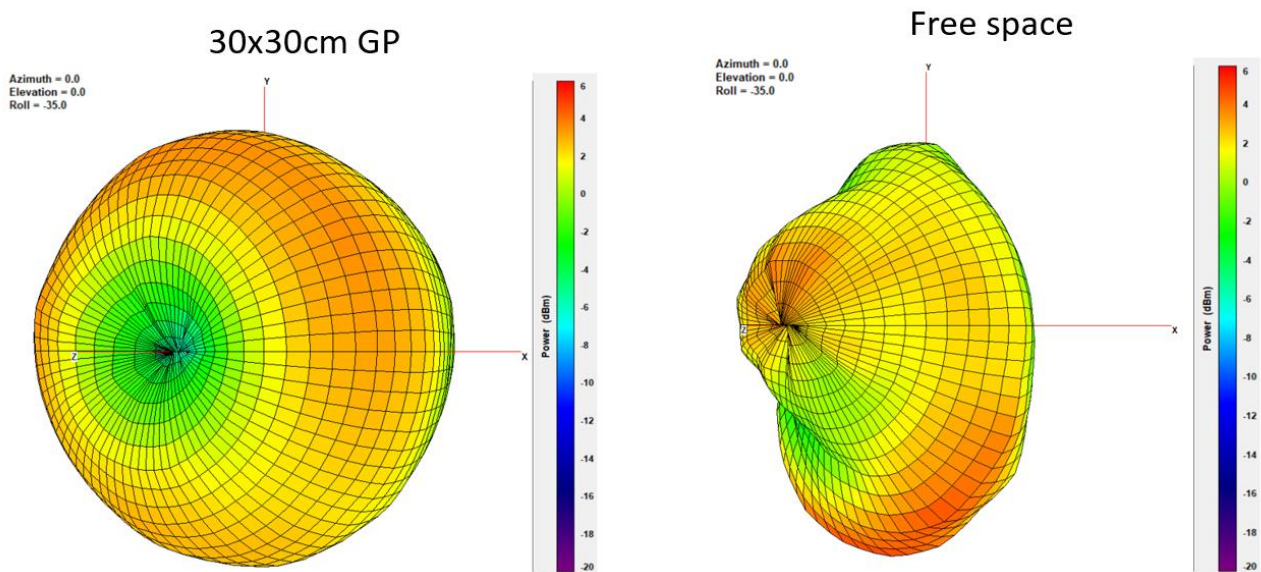 30x30cm GP
Azimuth = 0.0
Elevation = 0.0
Roll = -35.0
Y
Z
X
Power (dBm)
6
4
2
0
-2
-4
-6
-8
-10
-12
-14
-16
-18
-20
Free space
Azimuth = 0.0
Elevation = 0.0
Roll = -35.0
Y
Z
X
Power (dBm)
6
4
2
0
-2
-4
-6
-8
-10
-12
-14
-16
-18
-20